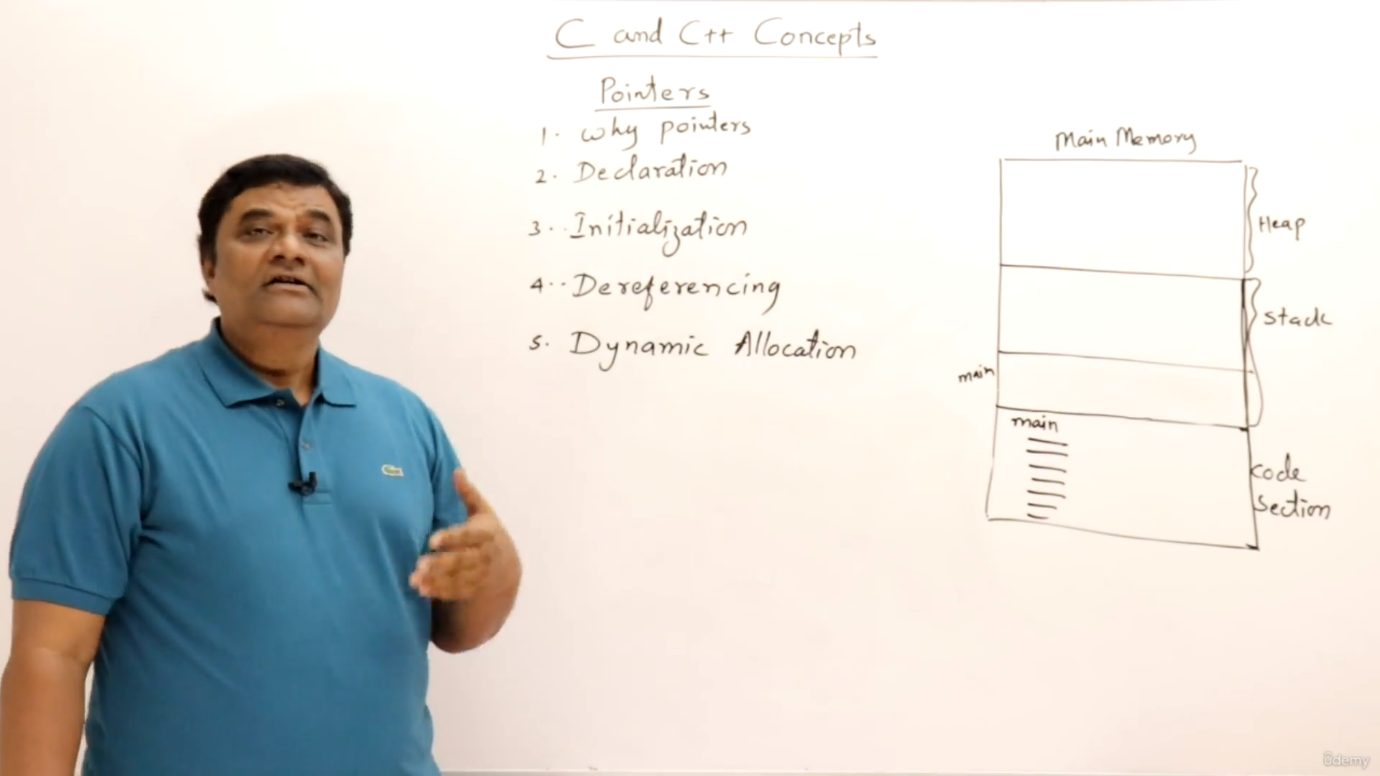 C and C++ Concepts
Pointers
1. why pointers
2. Declaration
3.. Initialization
4.. Dereferencing
5. Dynamic Allocation
Main Memory
Heap
Stack
main
main
Code
Section
ûdemy